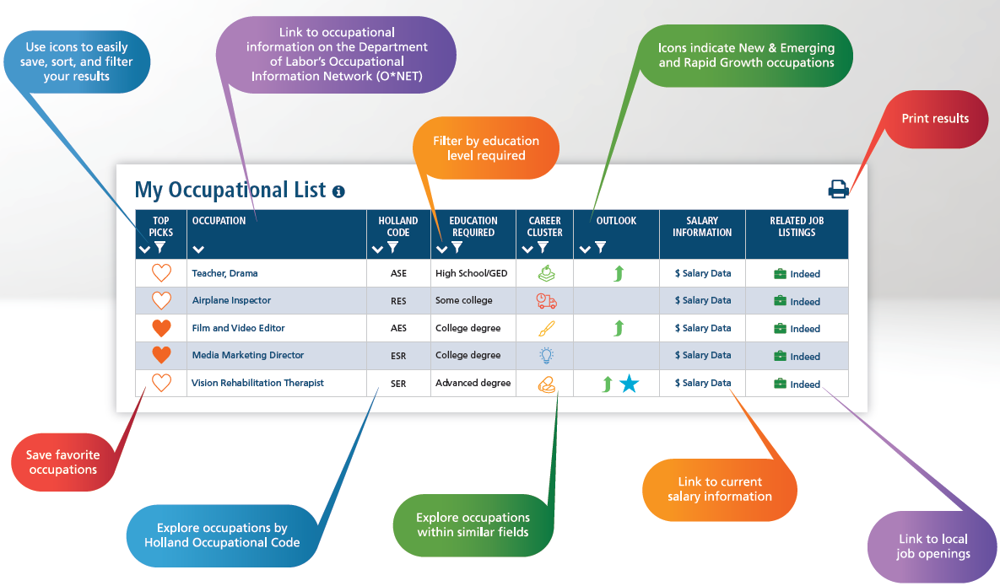 Use icons to easily
save, sort, and filter
your results
Link to occupational
information on the Department
of Labor's Occupational
Information Network (O*NET)
Icons indicate New & Emerging
and Rapid Growth occupations
Print results
Filter by education
level required
My Occupational List
TOP PICKS OCCUPATION HOLLAND CODE EDUCATION REQUIRED CAREER CLUSTER OUTLOOK SALARY INFORMATION RELATED JOB LISTINGS
Teacher, Drama ASE High School/GED $ Salary Data Indeed
Airplane Inspector RES Some college $ Salary Data Indeed
Film and Video Editor AES College degree $ Salary Data Indeed
Media Marketing Director ESR College degree $ Salary Data Indeed
Vision Rehabilitation Therapist SER Advanced degree $ Salary Data Indeed
Save favorite
occupations
Explore occupations by
Holland Occupational Code
Explore occupations
within similar fields
Link to current
salary information
Link to local
job openings